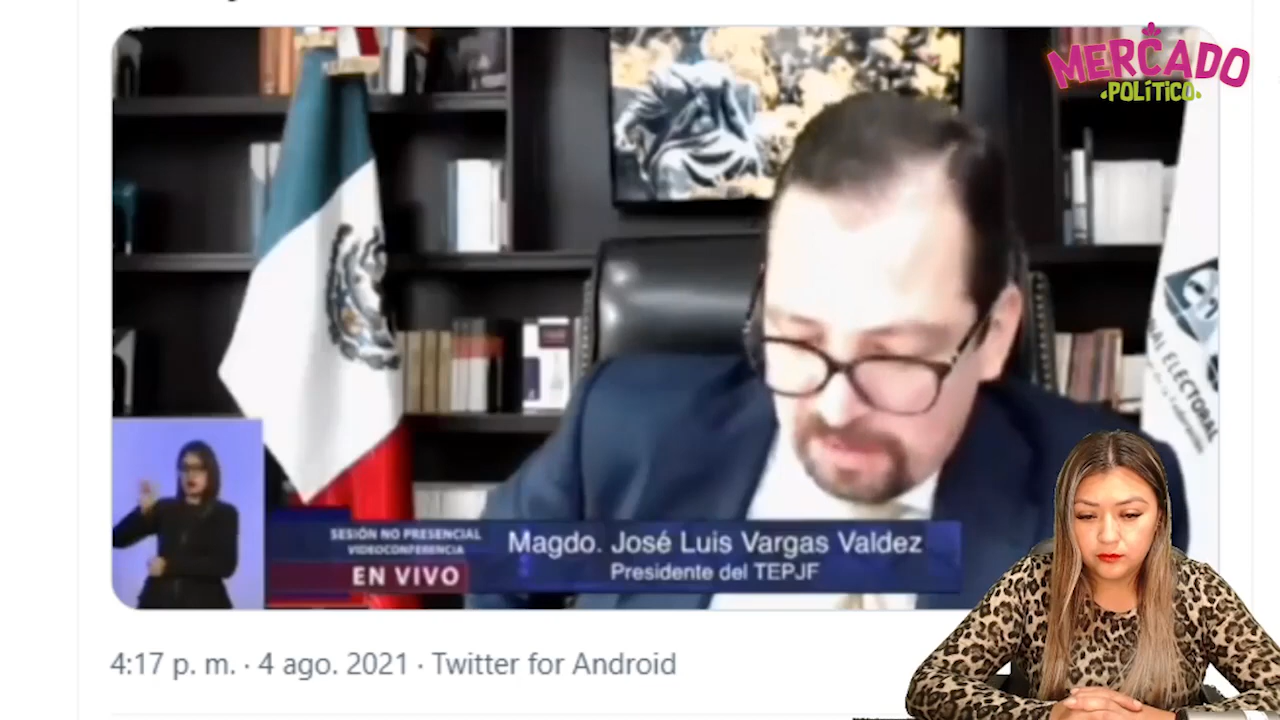 MERCADO
POLÍTICO
ELECTORAL
SESIÓN NO PRESENCIAL
VIDEOCONFERENCIA
EN VIVO
Magdo. José Luis Vargas Valdez
Presidente del TEPJF
4:17 p. m. · 4 ago. 2021 · Twitter for Android